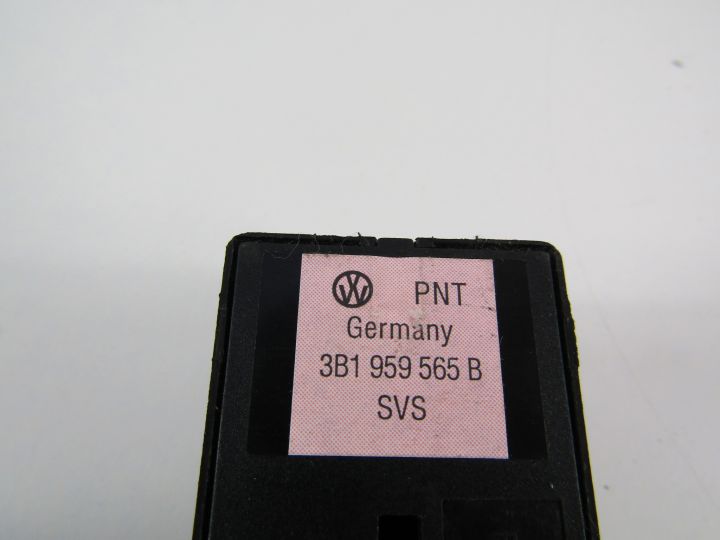 PNT
Germany
3B1 959 565 B
SVS